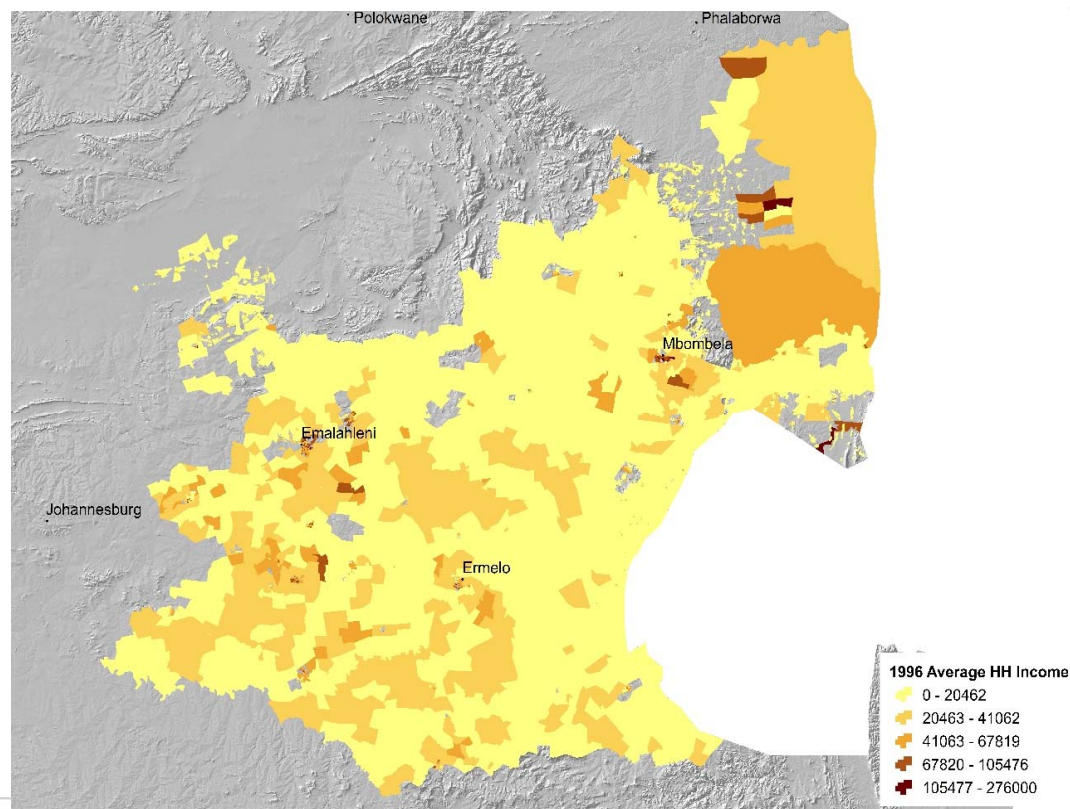 Polokwane
Phalaborwa
Mbombela
Emalahleni
Johannesburg
Ermelo
1996 Average HH Income
0 - 20462
20463 - 41062
41063 - 67819
67820 - 105476
105477 - 276000